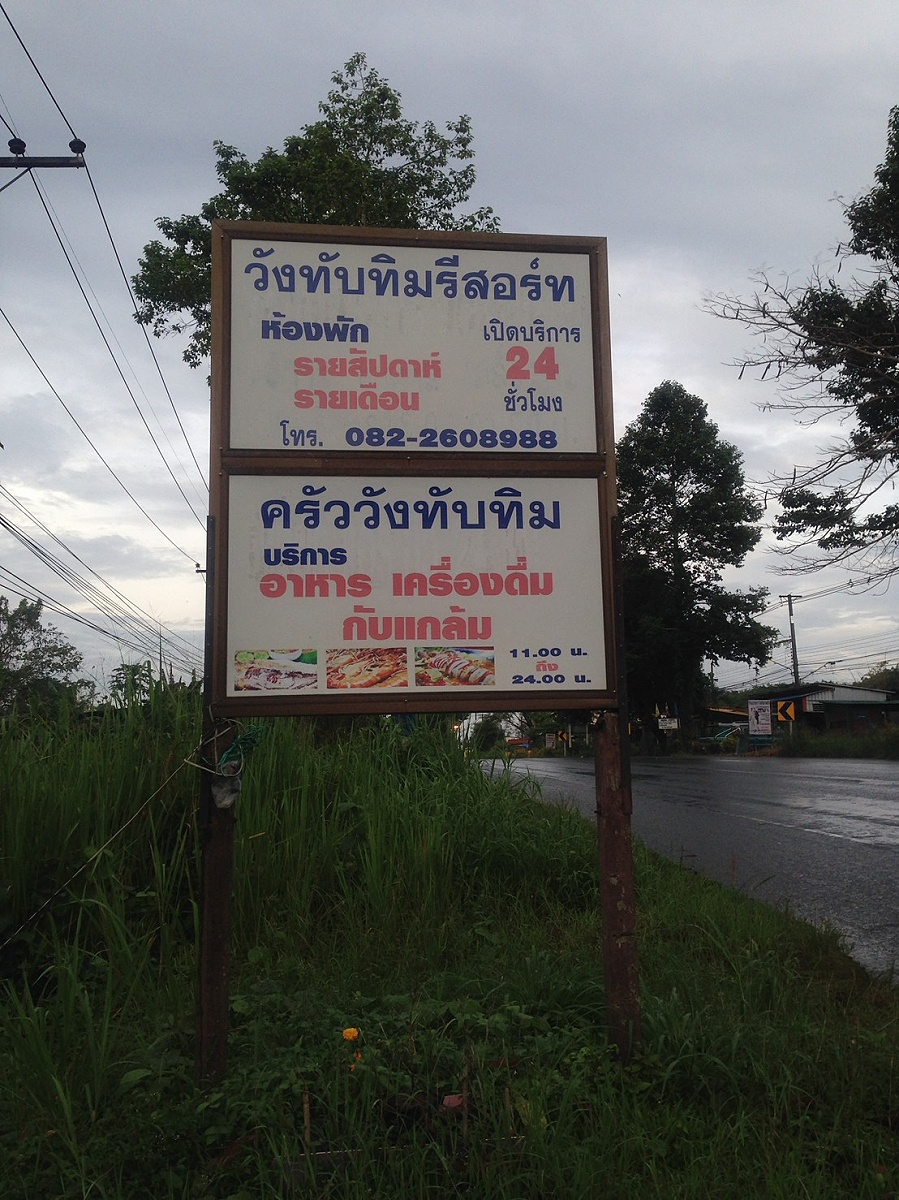 วังทับทิมรีสอร์ท
ห้องพัก เปิดบริการ
รายสัปดาห์ 24
รายเดือน ชั่วโมง
โทร. 082-2608988
ครัววังทับทิม
บริการ
อาหาร เครื่องดื่ม
กับแกล้ม
11.00 น.
ถึง
24.00 น.